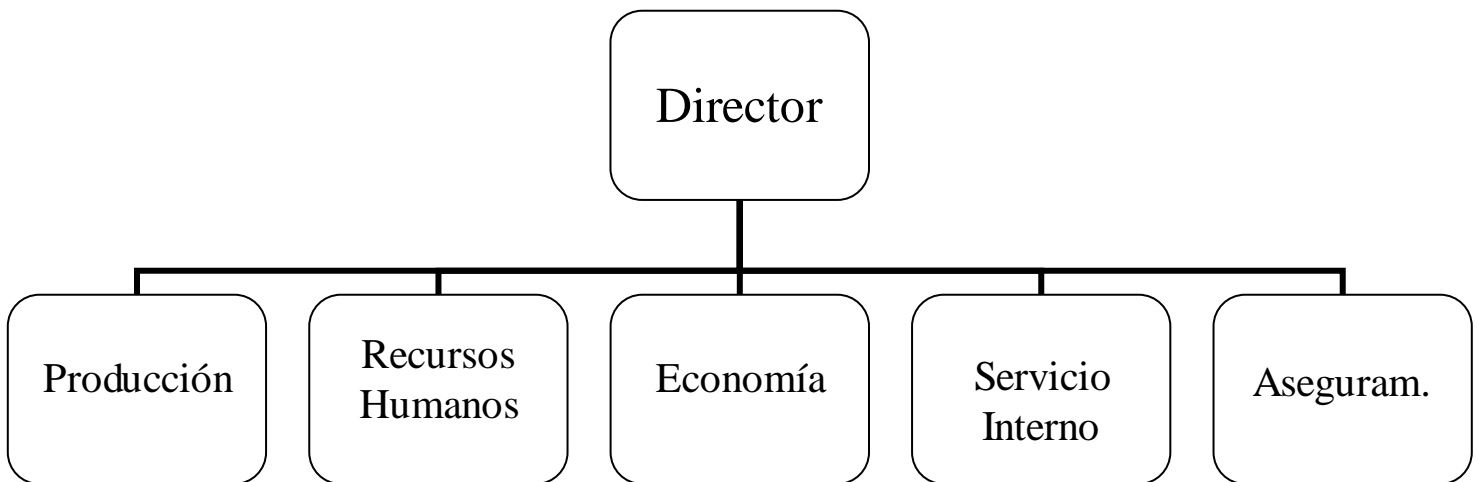 Director
Producción
Recursos
Humanos
Economía
Servicio
Interno
Aseguram.